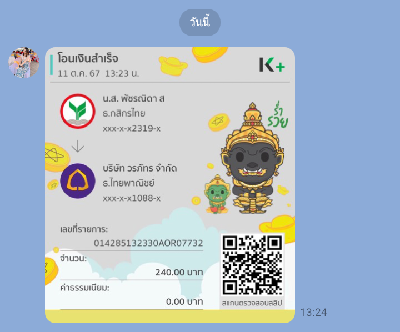 วันนี้
โอนเงินสำเร็จ
11 ต.ค. 67 13:23 น.
K+
น.ส. พัชรณิดา ส
ธ.กสิกรไทย
xxx-x-x2319-x
ร่ำ
รวย
บริษัท วรภัทร จำกัด
ธ.ไทยพาณิชย์
xxx-x-x1088-x
เลขที่รายการ:
014285132330AOR07732
จำนวน:
240.00 บาท
ค่าธรรมเนียม:
0.00 บาท
สแกนตรวจสอบสลิป
13:24